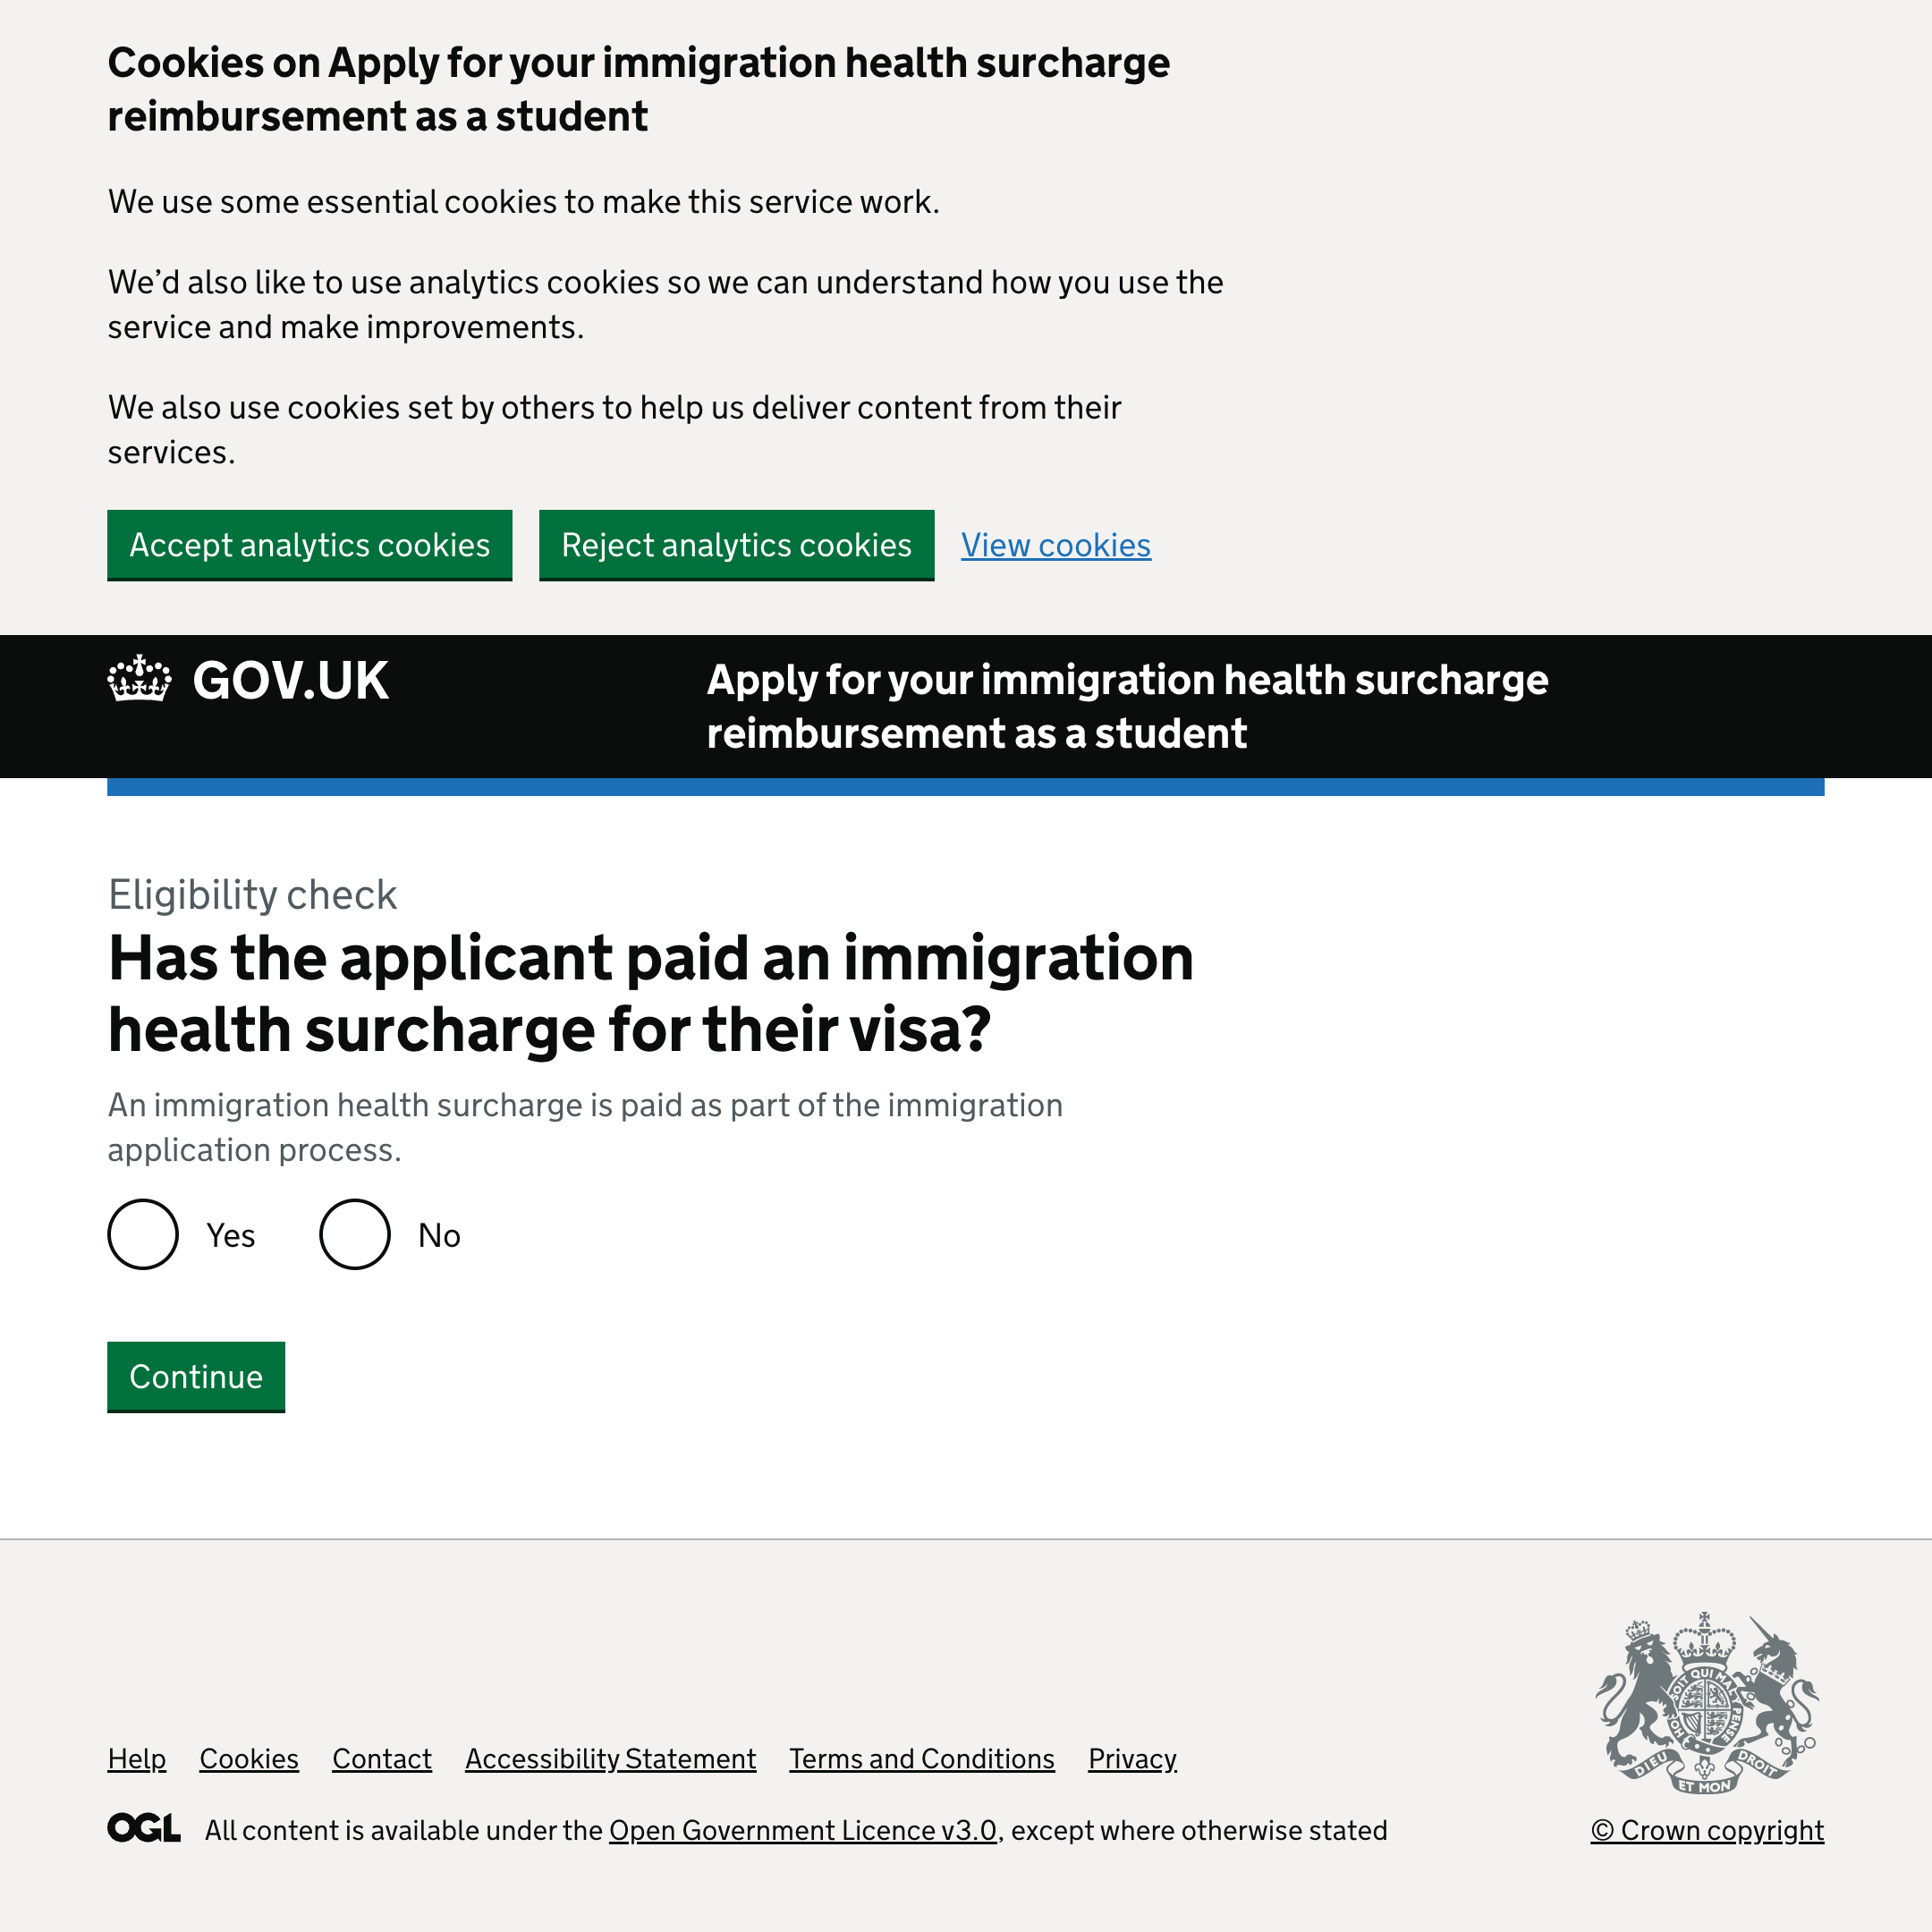 Cookies on Apply for your immigration health surcharge
reimbursement as a student
We use some essential cookies to make this service work.
We’d also like to use analytics cookies so we can understand how you use the
service and make improvements.
We also use cookies set by others to help us deliver content from their
services.
Accept analytics cookies
Reject analytics cookies
View cookies
GOV.UK
Apply for your immigration health surcharge
reimbursement as a student
Eligibility check
Has the applicant paid an immigration
health surcharge for their visa?
An immigration health surcharge is paid as part of the immigration
application process.
Yes
No
Continue
Help
Cookies
Contact
Accessibility Statement
Terms and Conditions
Privacy
OGL
All content is available under the Open Government Licence v3.0, except where otherwise stated
DIEU
ET MON
DROIT
© Crown copyright